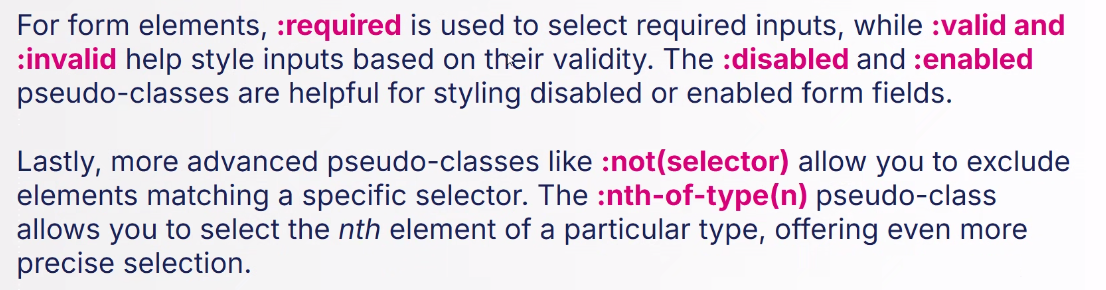 For form elements, :required is used to select required inputs, while :valid and
:invalid help style inputs based on their validity. The :disabled and :enabled
pseudo-classes are helpful for styling disabled or enabled form fields.
Lastly, more advanced pseudo-classes like :not(selector) allow you to exclude
elements matching a specific selector. The :nth-of-type(n) pseudo-class
allows you to select the nth element of a particular type, offering even more
precise selection.